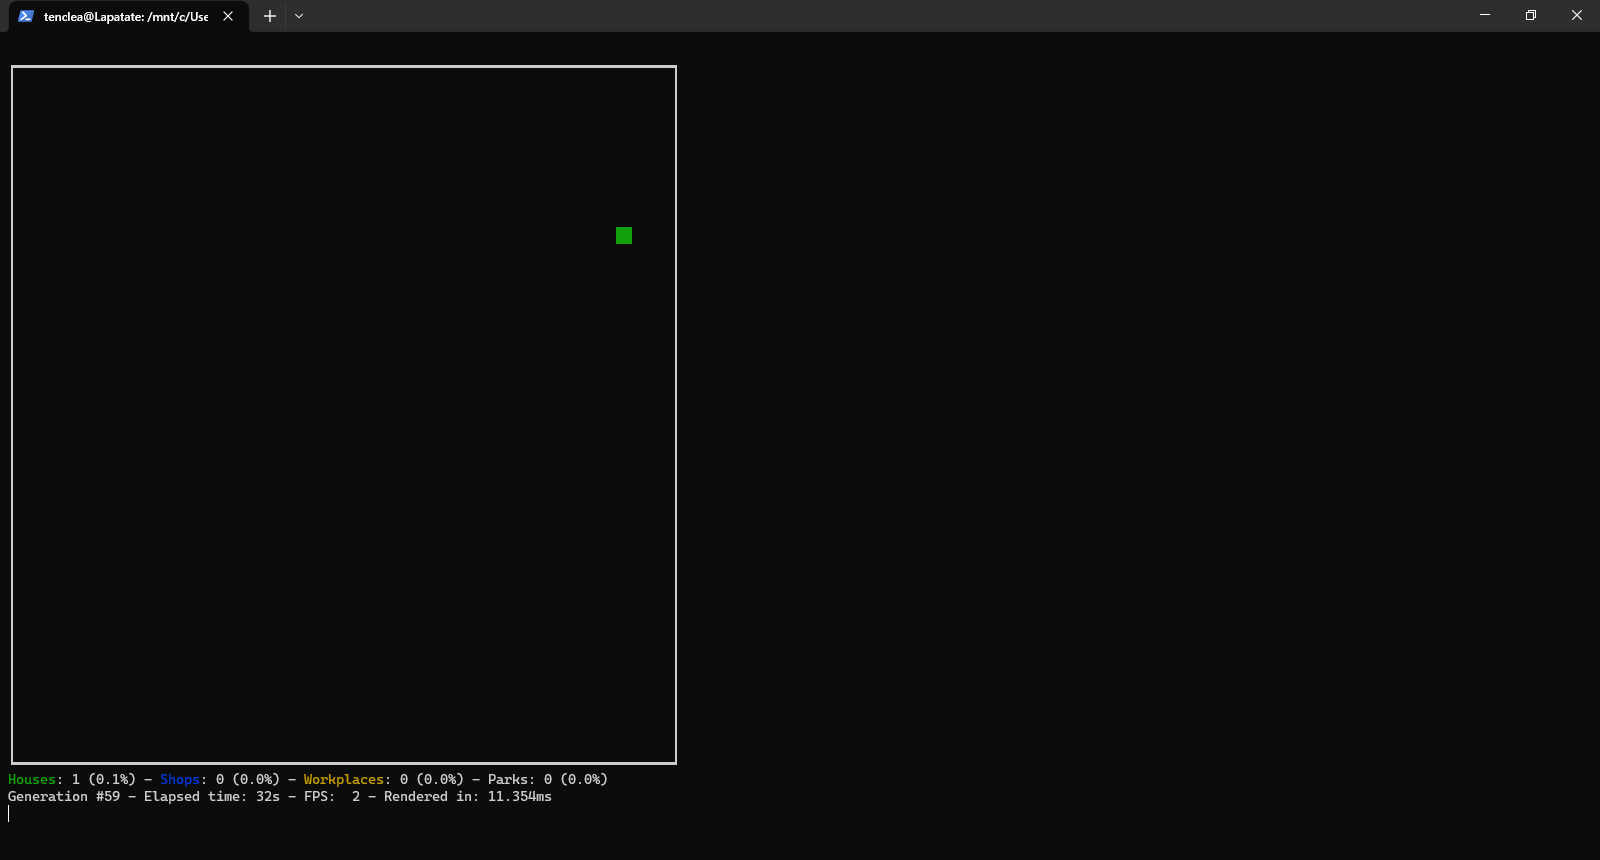 tenclea@Lapatate: /mnt/c/Use
Houses: 1 (0.1%) - Shops: 0 (0.0%) - Workplaces: 0 (0.0%) - Parks: 0 (0.0%)
Generation #59 - Elapsed time: 32s - FPS:  2 - Rendered in: 11.354ms